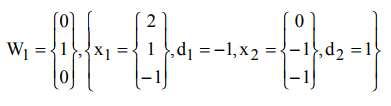 W₁ = {0 1 0}, {x₁ = {2 1 −1}, d₁ = −1, x₂ = {0 −1 −1}, d₂ = 1}